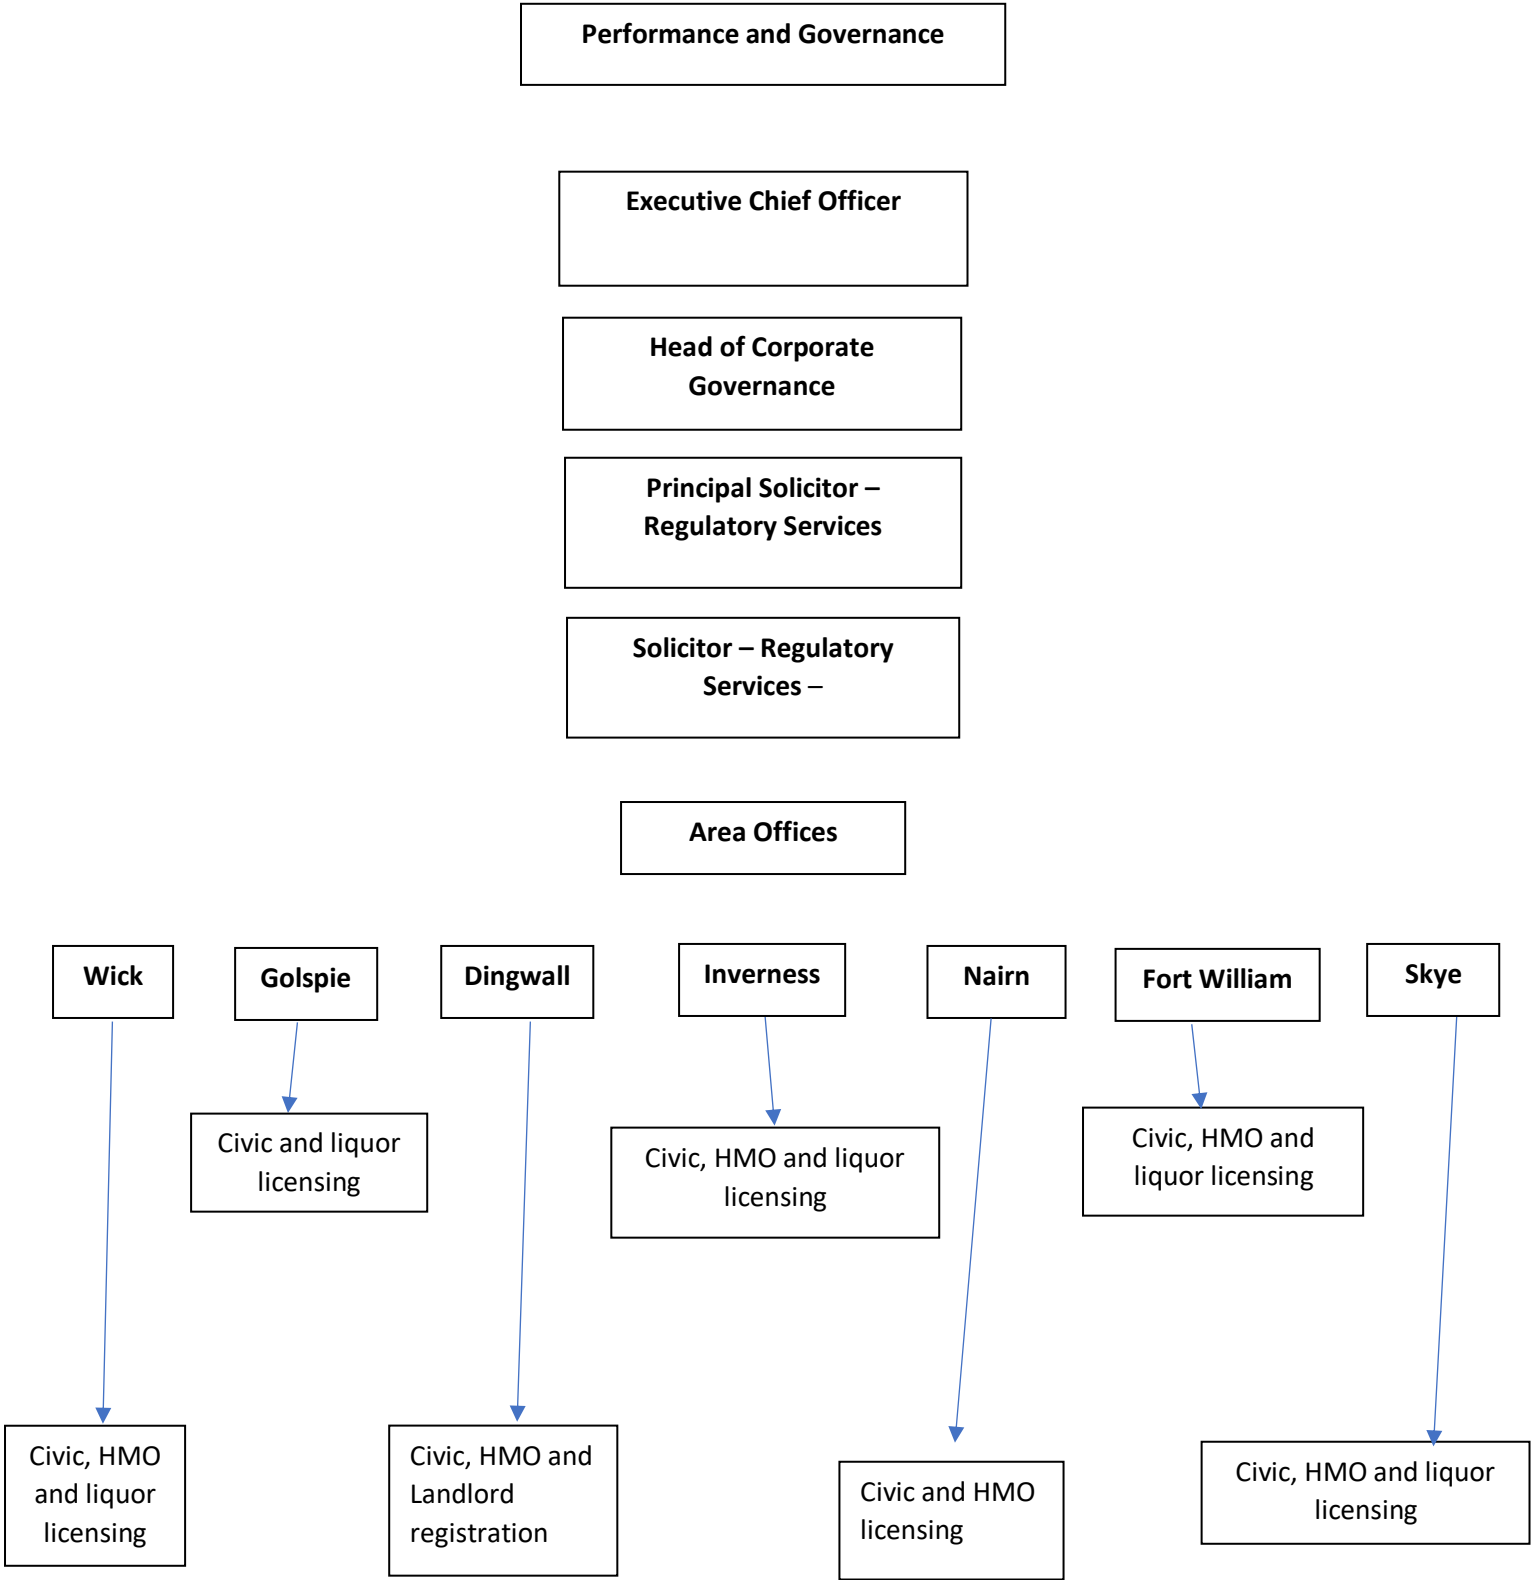 Performance and Governance
Executive Chief Officer
Head of Corporate
Governance
Principal Solicitor –
Regulatory Services
Solicitor – Regulatory
Services –
Area Offices
Wick
Golspie
Dingwall
Inverness
Nairn
Fort William
Skye
Civic and liquor
licensing
Civic, HMO and liquor
licensing
Civic, HMO and
liquor licensing
Civic, HMO
and liquor
licensing
Civic, HMO and
Landlord
registration
Civic and HMO
licensing
Civic, HMO and liquor
licensing